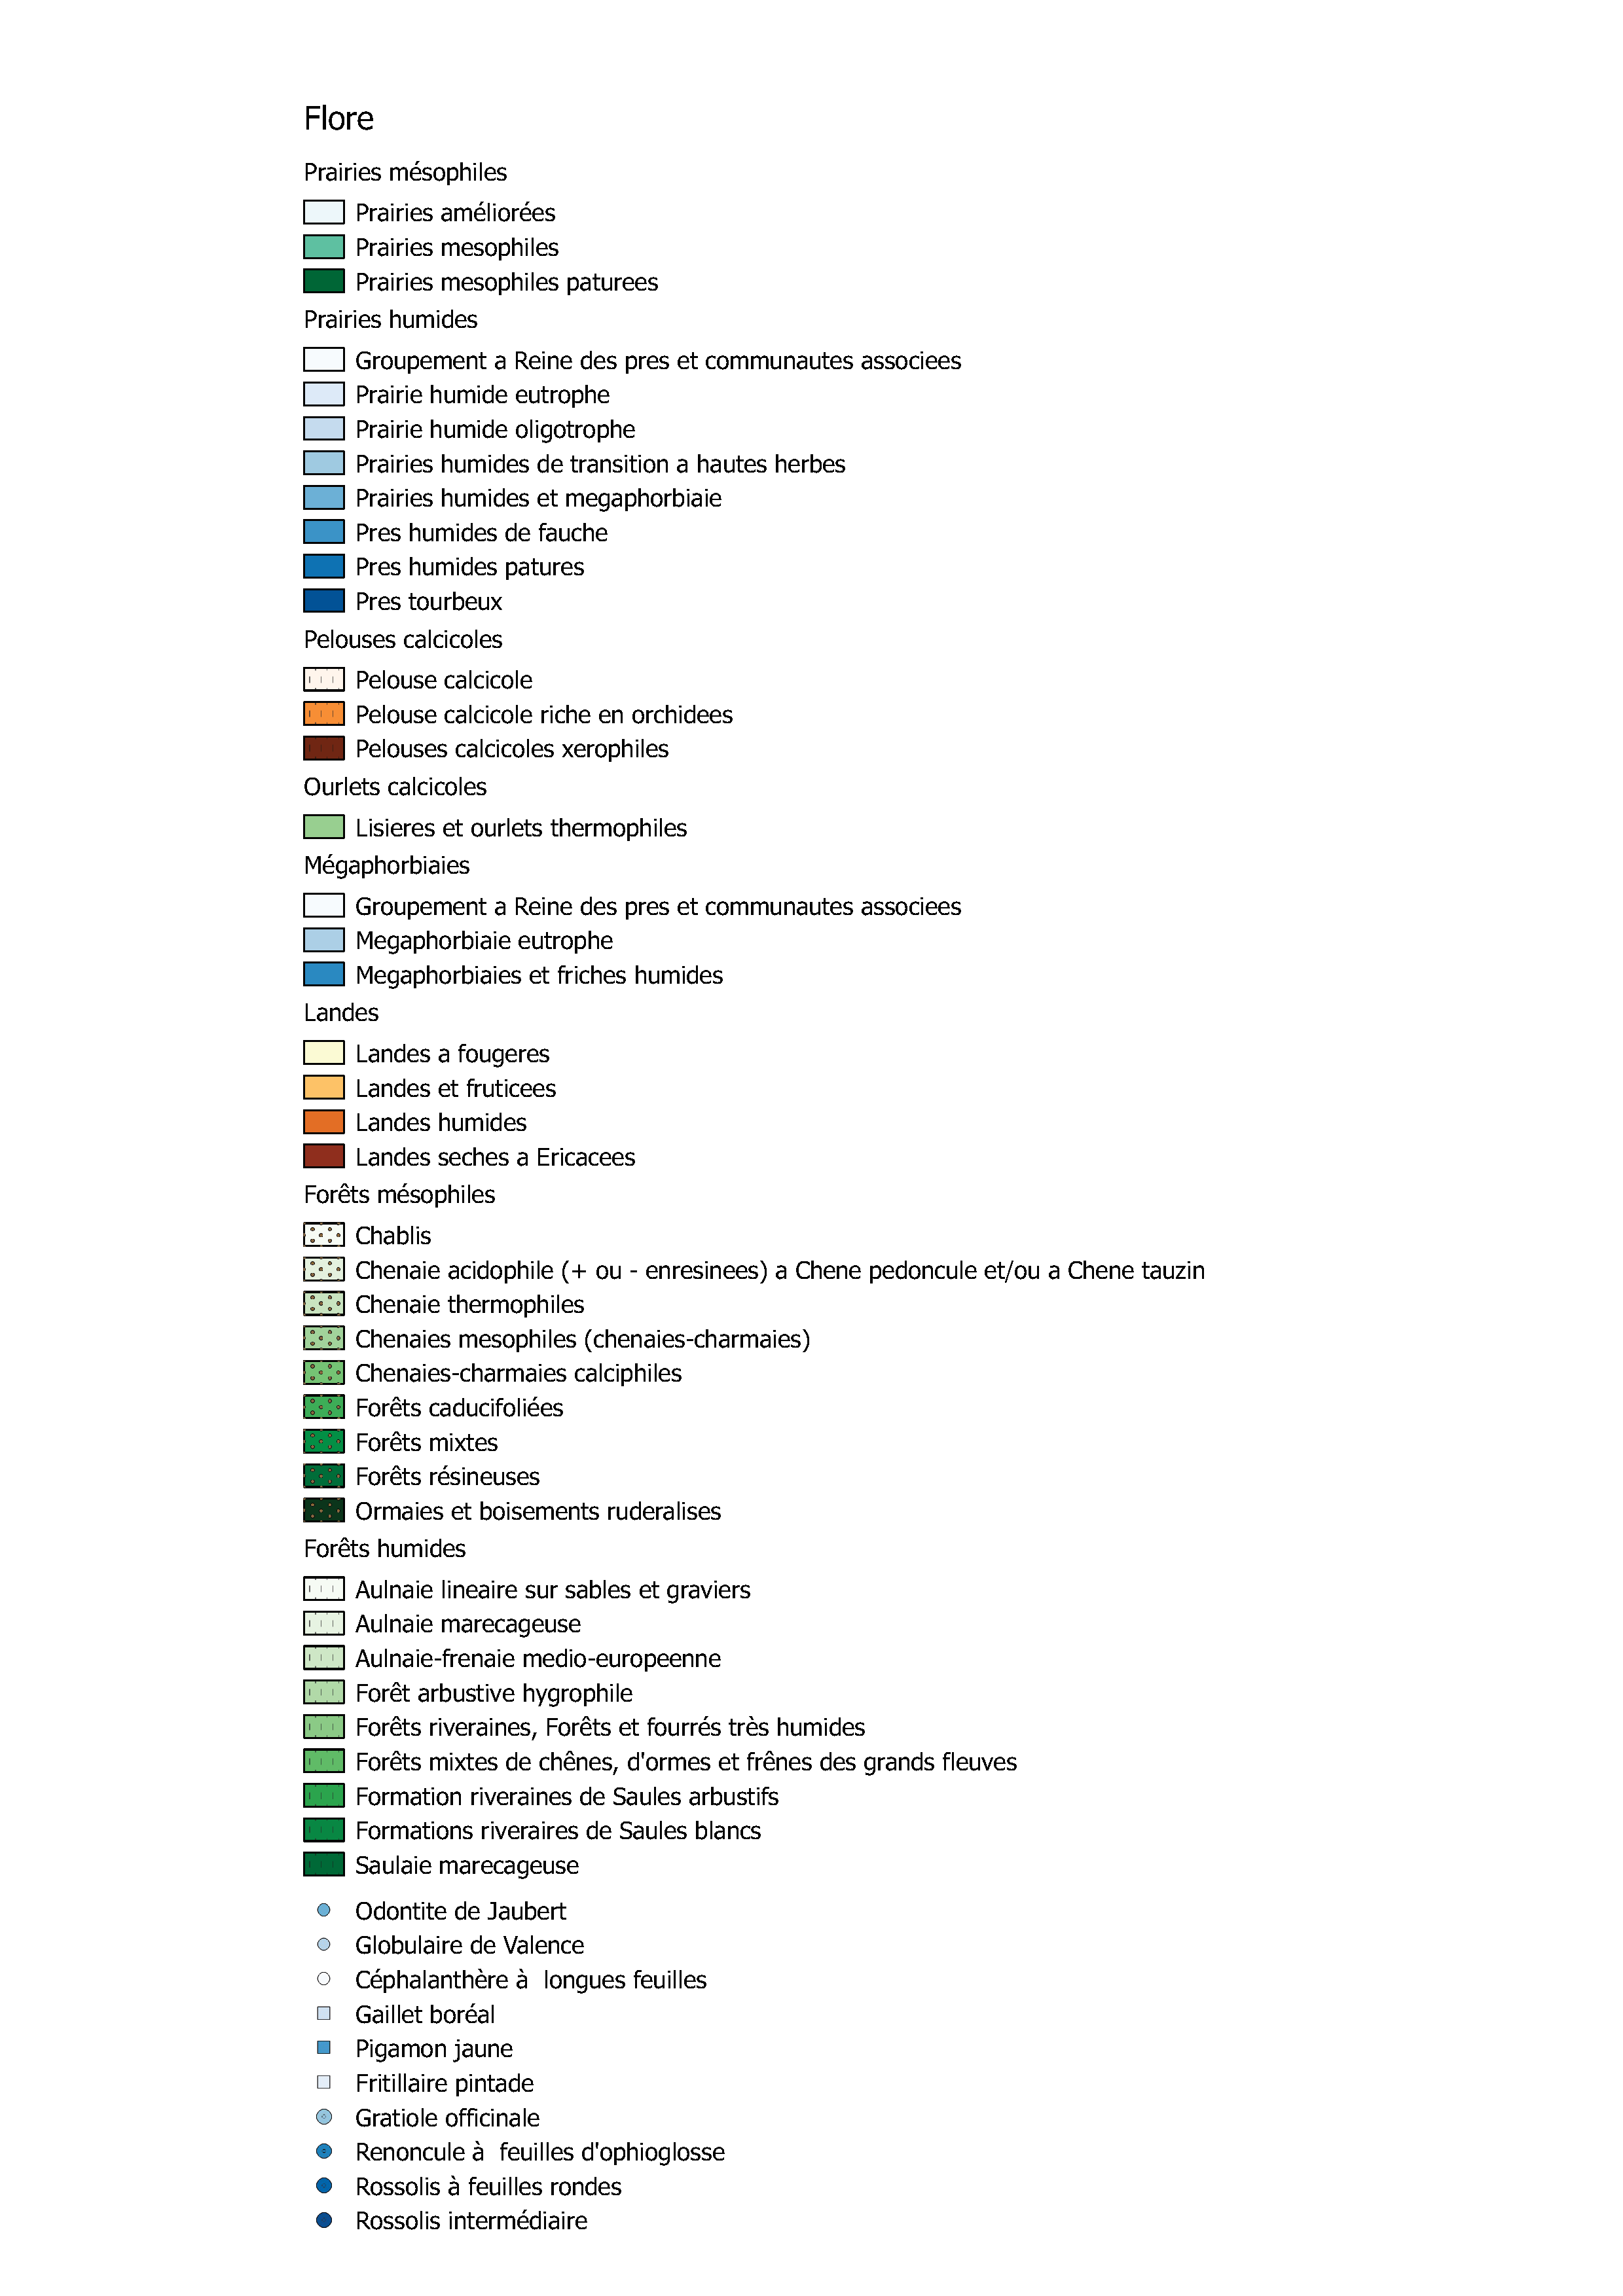 Flore
Prairies mésophiles
Prairies améliorées
Prairies mesophiles
Prairies mesophiles paturees
Prairies humides
Groupement a Reine des pres et communautes associees
Prairie humide eutrophe
Prairie humide oligotrophe
Prairies humides de transition a hautes herbes
Prairies humides et megaphorbiaie
Pres humides de fauche
Pres humides patures
Pres tourbeux
Pelouses calcicoles
Pelouse calcicole
Pelouse calcicole riche en orchidees
Pelouses calcicoles xerophiles
Ourlets calcicoles
Lisieres et ourlets thermophiles
Mégaphorbiaies
Groupement a Reine des pres et communautes associees
Megaphorbiaie eutrophe
Megaphorbiaies et friches humides
Landes
Landes a fougeres
Landes et fruticees
Landes humides
Landes seches a Ericacees
Forêts mésophiles
Chablis
Chenaie acidophile (+ ou - enresinees) a Chene pedoncule et/ou a Chene tauzin
Chenaie thermophiles
Chenaies mesophiles (chenaies-charmaies)
Chenaies-charmaies calciphiles
Forêts caducifoliées
Forêts mixtes
Forêts résineuses
Ormaies et boisements ruderalises
Forêts humides
Aulnaie lineaire sur sables et graviers
Aulnaie marecageuse
Aulnaie-frenaie medio-europeenne
Forêt arbustive hygrophile
Forêts riveraines, Forêts et fourrés très humides
Forêts mixtes de chênes, d'ormes et frênes des grands fleuves
Formation riveraines de Saules arbustifs
Formations riveraires de Saules blancs
Saulaie marecageuse
Odontite de Jaubert
Globulaire de Valence
Céphalanthère à  longues feuilles
Gaillet boréal
Pigamon jaune
Fritillaire pintade
Gratiole officinale
Renoncule à  feuilles d'ophioglosse
Rossolis à feuilles rondes
Rossolis intermédiaire